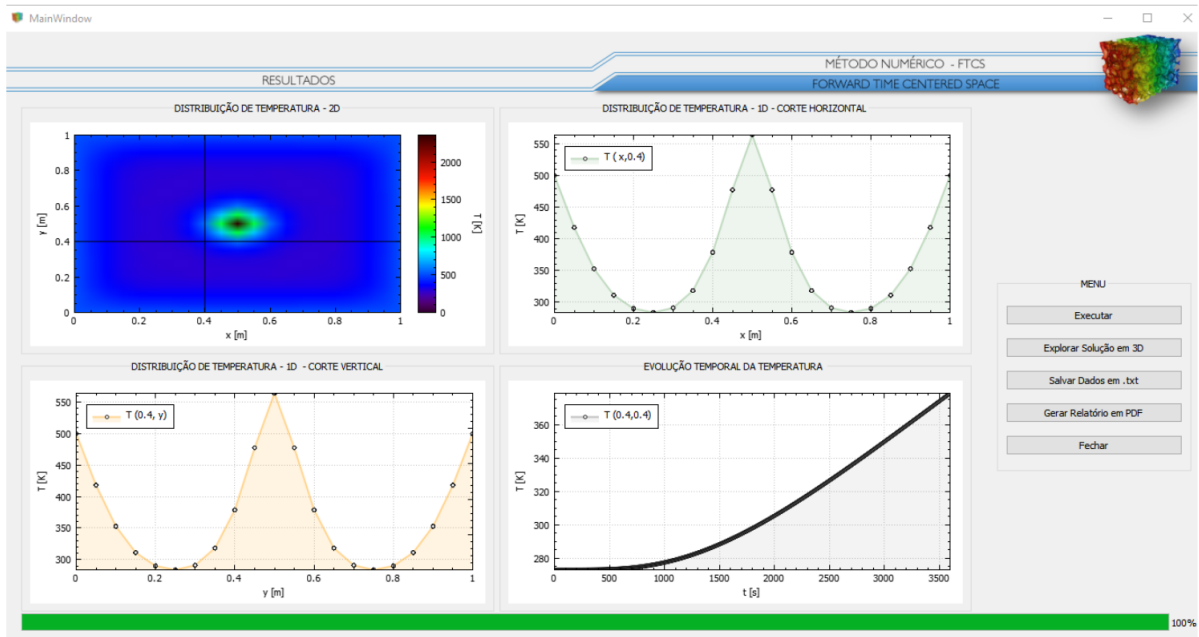 MainWindow
MÉTODO NUMÉRICO - FTCS
RESULTADOS
FORWARD TIME CENTERED SPACE
DISTRIBUIÇÃO DE TEMPERATURA - 2D
1
0.8
0.6
0.4
0.2
0
y [m]
0 0.2 0.4 0.6 0.8 1
x [m]
2000
1500
1000
500
0
T [K]
DISTRIBUIÇÃO DE TEMPERATURA - 1D - CORTE HORIZONTAL
T (x,0.4)
550
500
450
400
350
300
T [K]
0 0.2 0.4 0.6 0.8 1
x [m]
DISTRIBUIÇÃO DE TEMPERATURA - 1D - CORTE VERTICAL
T (0.4, y)
550
500
450
400
350
300
T [K]
0 0.2 0.4 0.6 0.8 1
y [m]
EVOLUÇÃO TEMPORAL DA TEMPERATURA
T (0.4,0.4)
360
340
320
300
280
T [K]
0 500 1000 1500 2000 2500 3000 3500
t [s]
MENU
Executar
Explorar Solução em 3D
Salvar Dados em .txt
Gerar Relatório em PDF
Fechar
100%